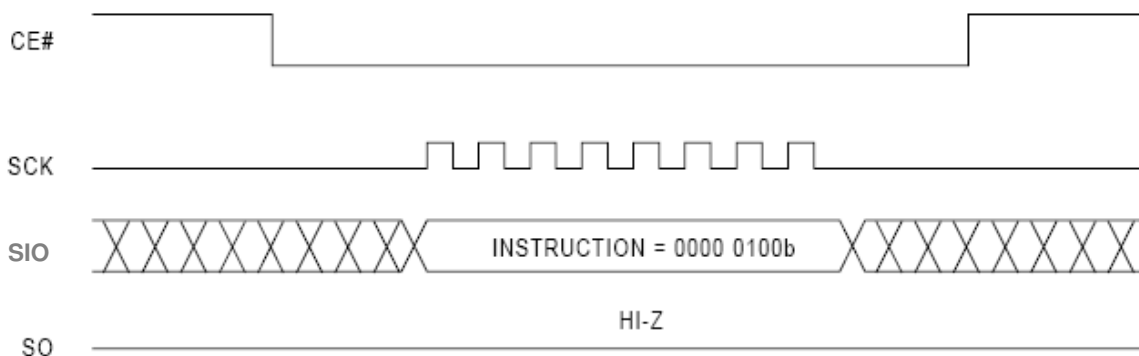 CE#
SCK
SIO
INSTRUCTION = 0000 0100b
HI-Z
SO